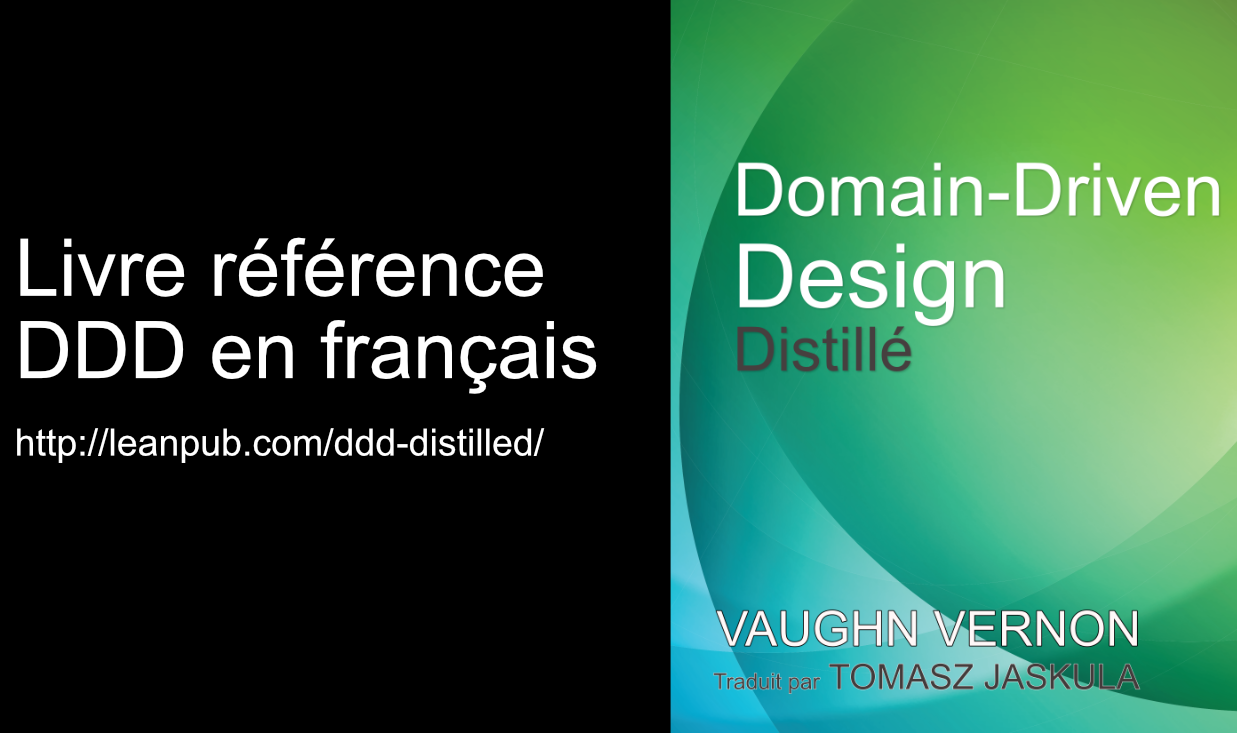 Livre référence
DDD en français
http://leanpub.com/ddd-distilled/
Domain-Driven
Design
Distillé
VAUGHN VERNON
Traduit par TOMASZ JASKULA